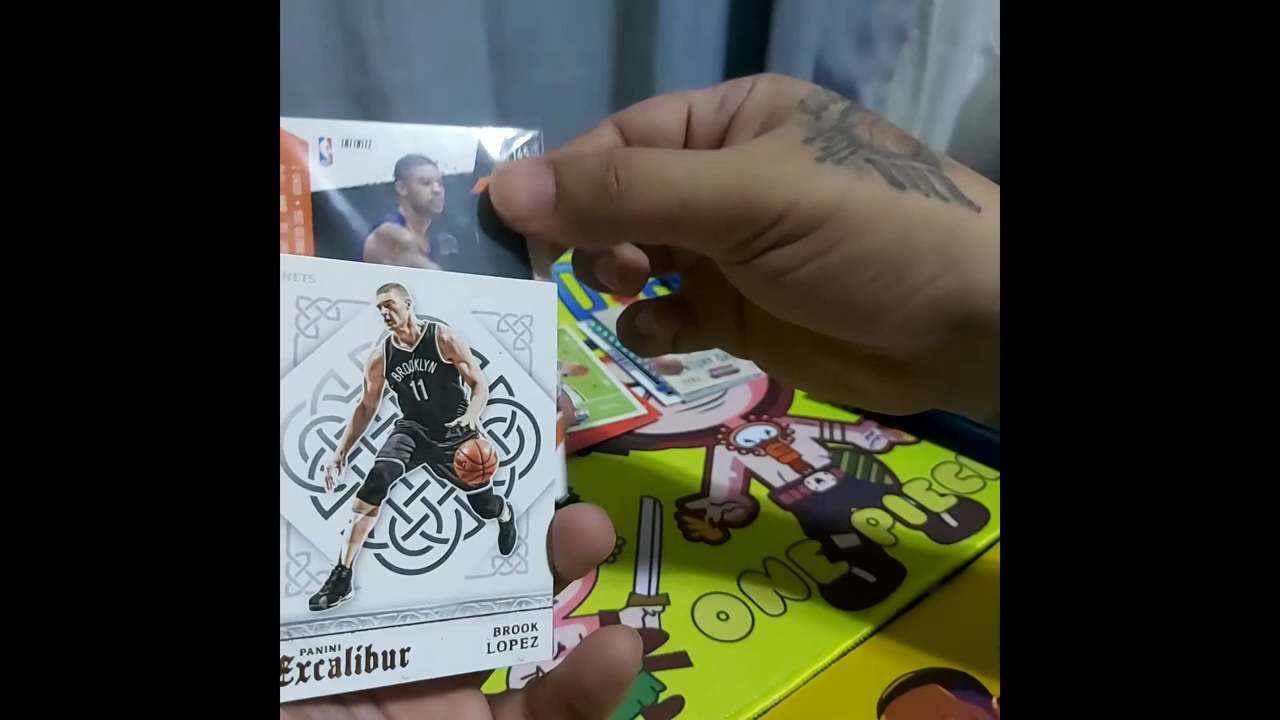 INFINITE
NETS
BROOKLYN
11
BROOK
LOPEZ
PANINI
Excalibur
ONE PIECE